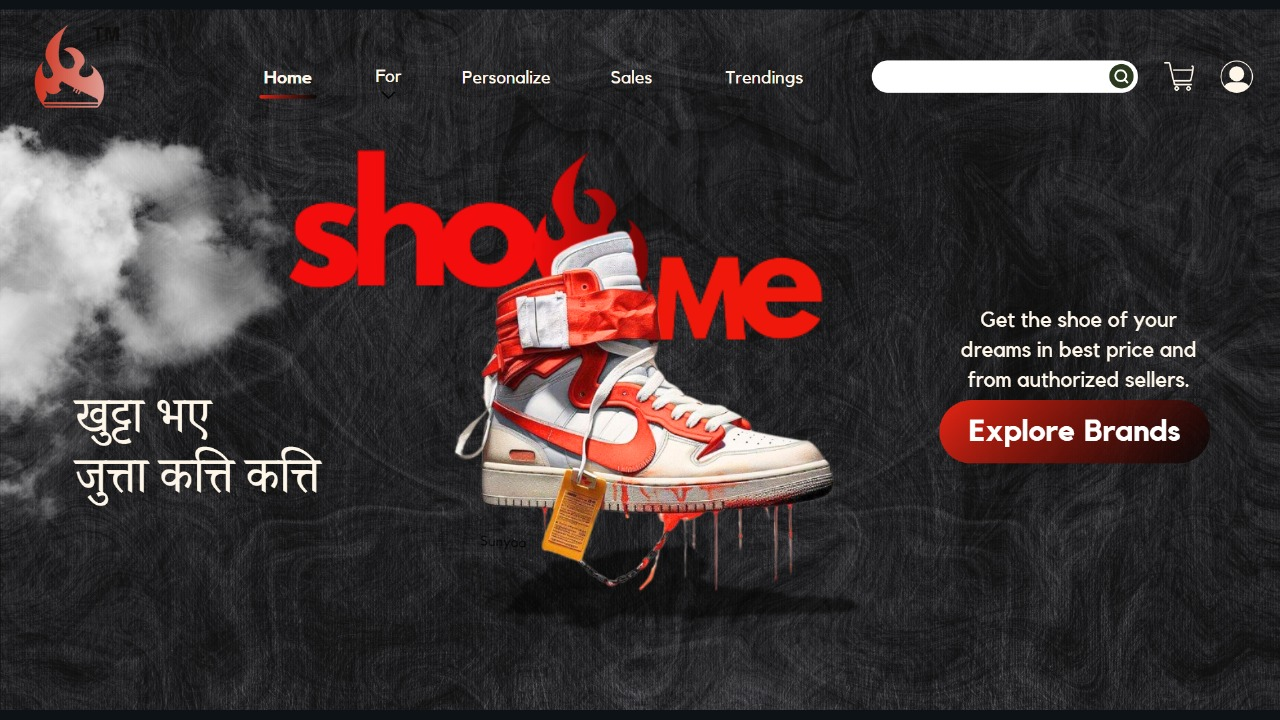 TM
Home
For
Personalize
Sales
Trendings
shoe
Me
Get the shoe of your
dreams in best price and
from authorized sellers.
Explore Brands
खुट्टा भए
जुत्ता कत्ति कत्ति